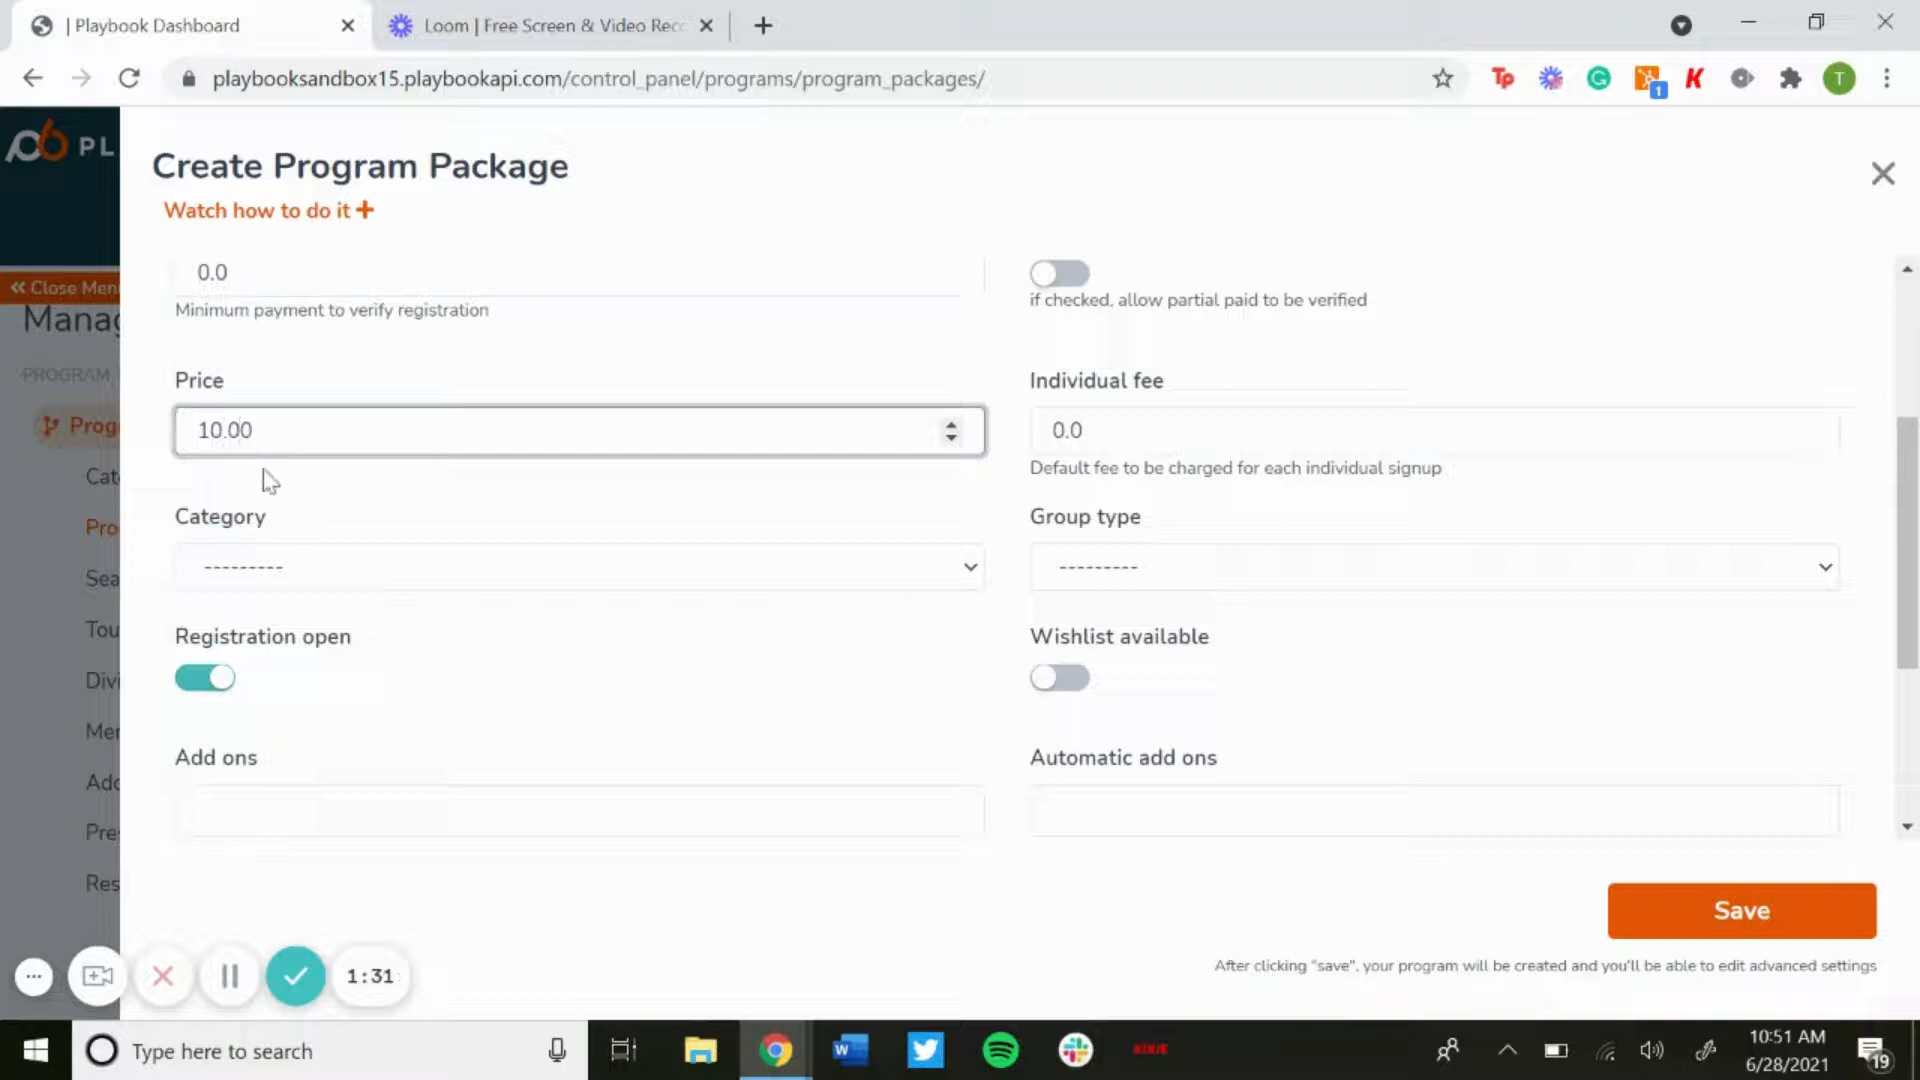 | Playbook Dashboard
Loom | Free Screen & Video Rec
playbooksandbox15.playbookapi.com/control_panel/programs/program_packages/
Tp
1
K
T
PL
Create Program Package
Watch how to do it +
0.0
Minimum payment to verify registration
if checked, allow partial paid to be verified
« Close Men
Manag
PROGRAM
Price
Individual fee
Prog
10.00
0.0
Default fee to be charged for each individual signup
Cat
Category
Group type
Pro
---------
---------
Sea
Tou
Registration open
Wishlist available
Divi
Mer
Add ons
Automatic add ons
Add
Pre
Res
Save
After clicking "save", your program will be created and you'll be able to edit advanced settings
1:31
Type here to search
10:51 AM
6/28/2021
19